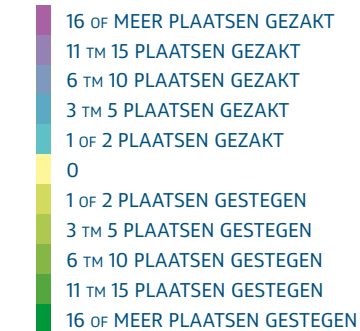 16 OF MEER PLAATSEN GEZAKT
11 TM 15 PLAATSEN GEZAKT
6 TM 10 PLAATSEN GEZAKT
3 TM 5 PLAATSEN GEZAKT
1 OF 2 PLAATSEN GEZAKT
0
1 OF 2 PLAATSEN GESTEGEN
3 TM 5 PLAATSEN GESTEGEN
6 TM 10 PLAATSEN GESTEGEN
11 TM 15 PLAATSEN GESTEGEN
16 OF MEER PLAATSEN GESTEGEN